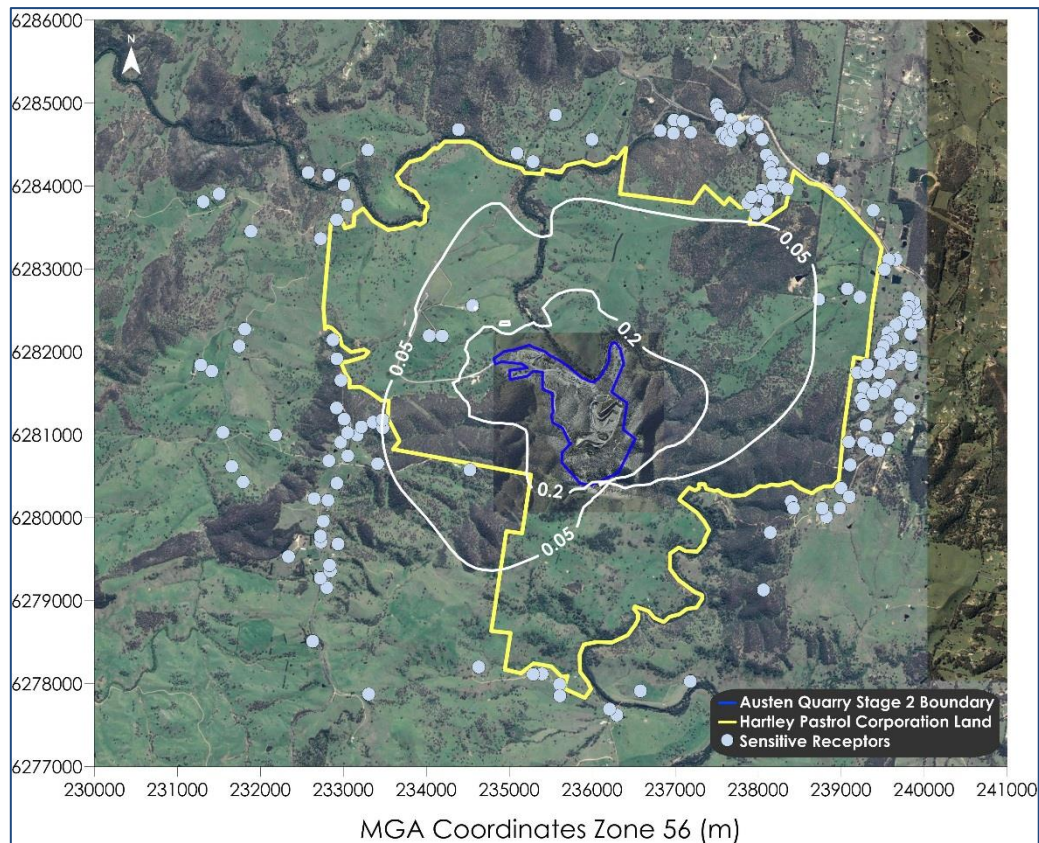 6286000
6285000
6284000
6283000
6282000
6281000
6280000
6279000
6278000
6277000
N
0.05
0.05
0.2
0.2
0.05
Austen Quarry Stage 2 Boundary
Hartley Pastrol Corporation Land
Sensitive Receptors
230000 231000 232000 233000 234000 235000 236000 237000 238000 239000 240000 241000
MGA Coordinates Zone 56 (m)